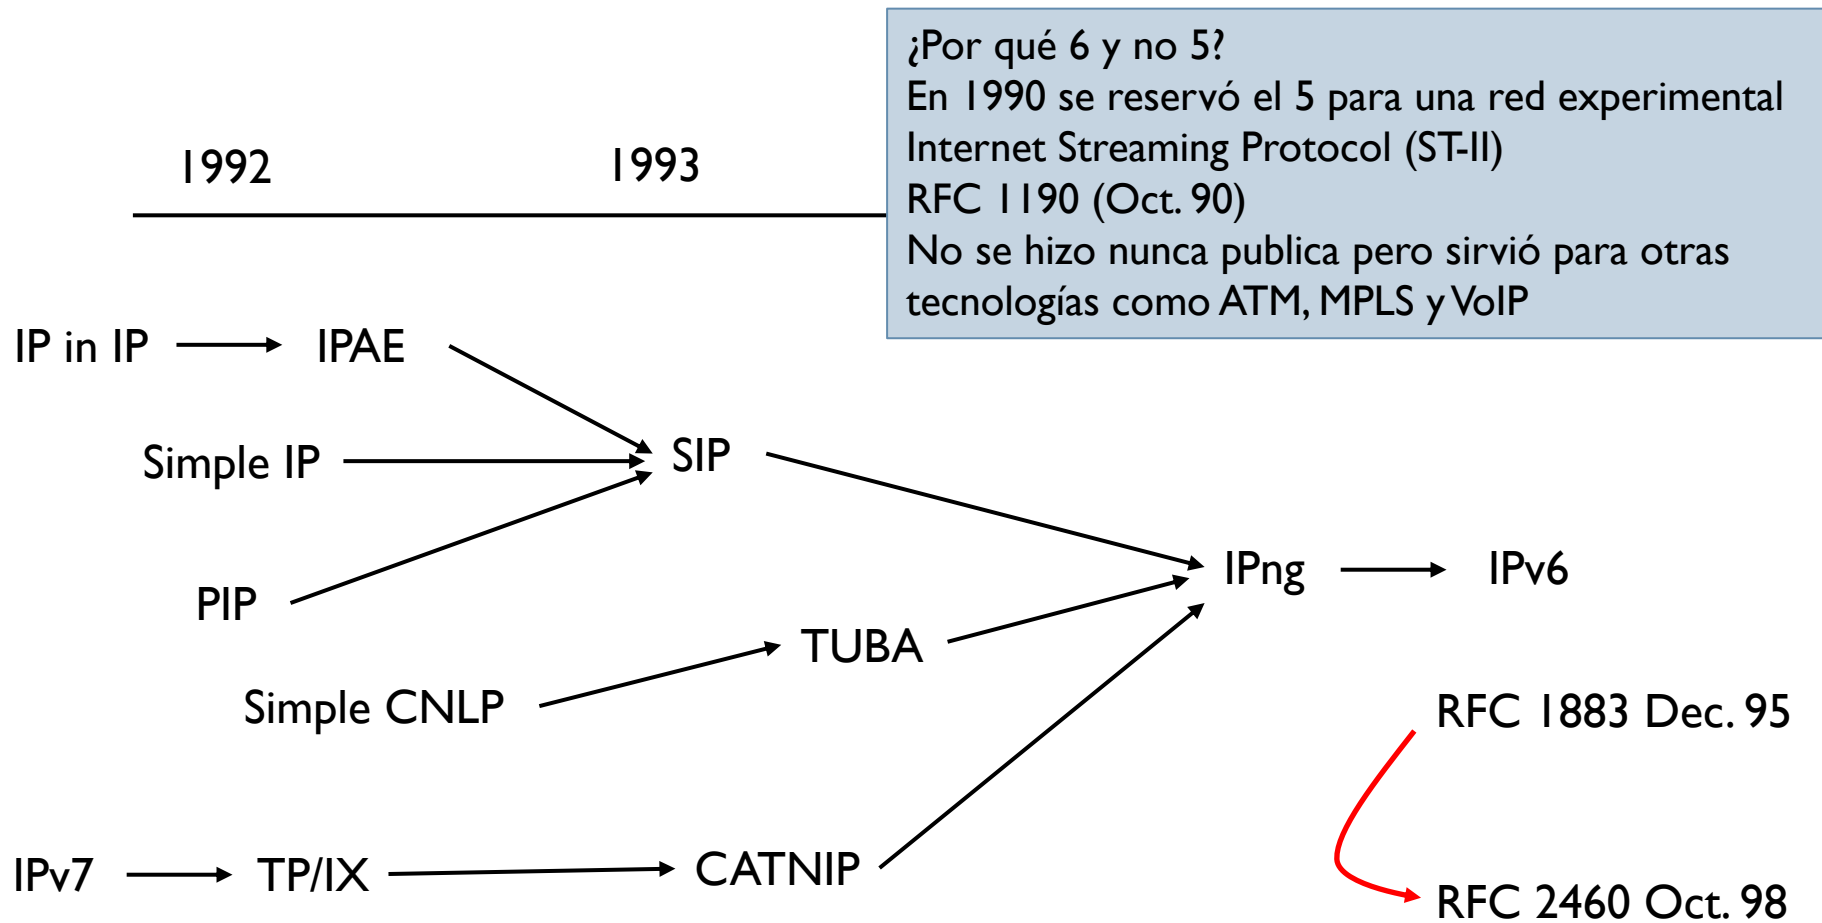 ¿Por qué 6 y no 5?
En 1990 se reservó el 5 para una red experimental
Internet Streaming Protocol (ST-II)
RFC 1190 (Oct. 90)
No se hizo nunca publica pero sirvió para otras
tecnologías como ATM, MPLS y VoIP
1992
1993
IP in IP
IPAE
Simple IP
SIP
PIP
IPng
IPv6
TUBA
Simple CNLP
RFC 1883 Dec. 95
IPv7
TP/IX
CATNIP
RFC 2460 Oct. 98